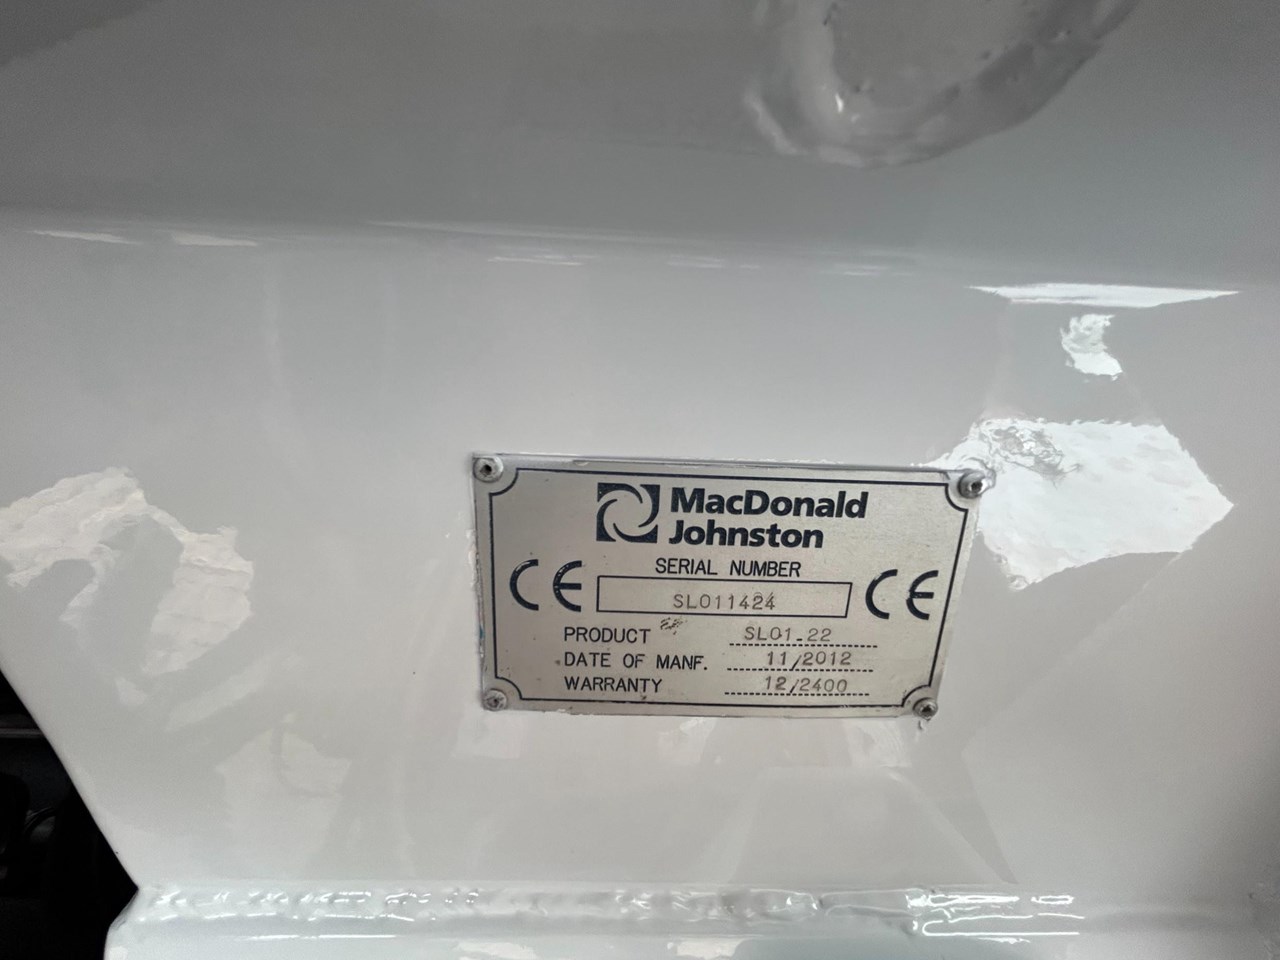 MacDonald
Johnston
SERIAL NUMBER
CE SL011424 CE
PRODUCT SL01-22
DATE OF MANF. 11/2012
WARRANTY 12/2400